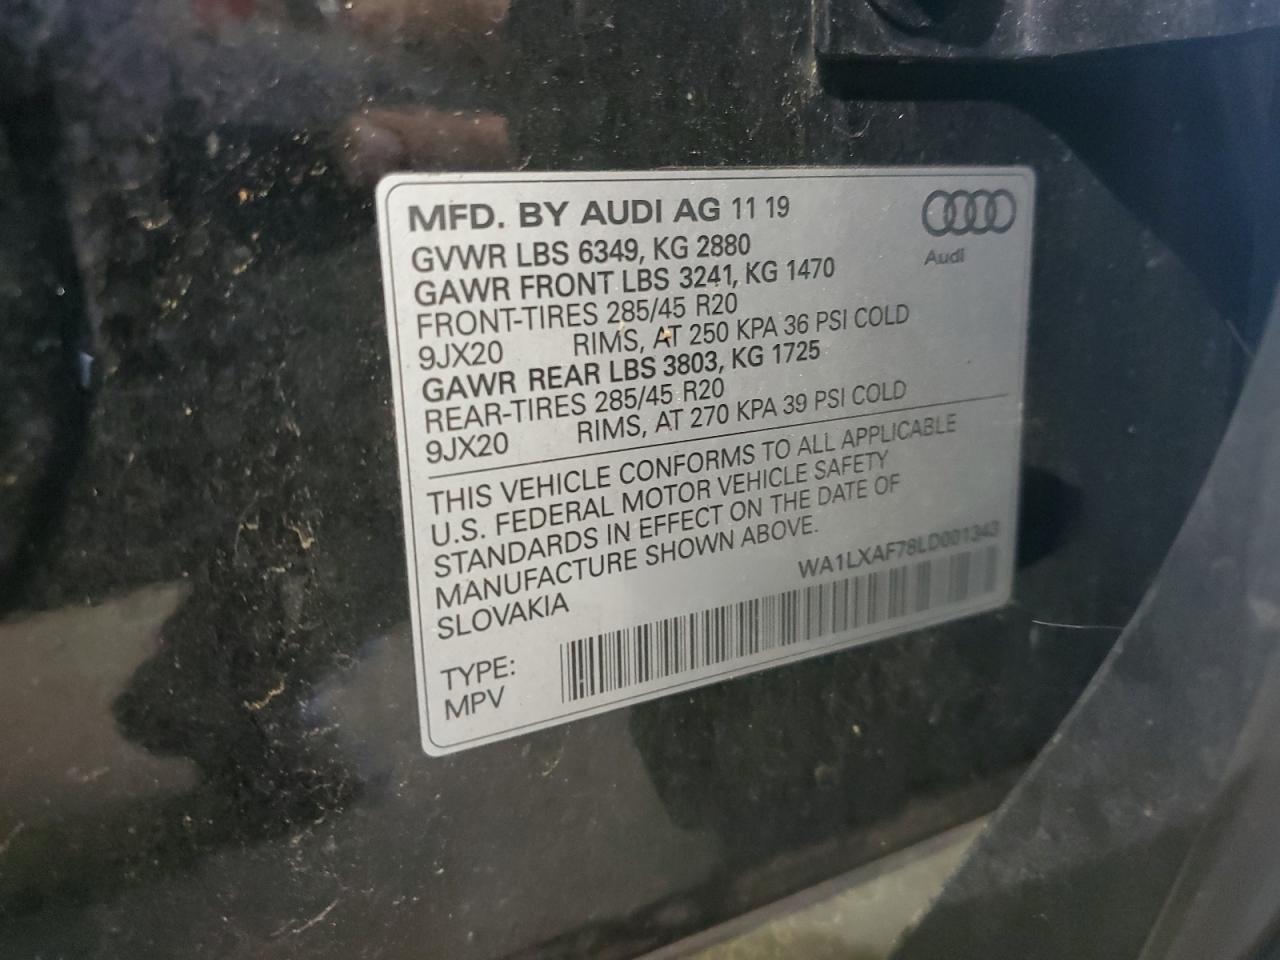 MFD. BY AUDI AG 11 19
GVWR LBS 6349, KG 2880
GAWR FRONT LBS 3241, KG 1470
FRONT-TIRES 285/45 R20
9JX20 RIMS, AT 250 KPA 36 PSI COLD
GAWR REAR LBS 3803, KG 1725
REAR-TIRES 285/45 R20
9JX20 RIMS, AT 270 KPA 39 PSI COLD
Audi
THIS VEHICLE CONFORMS TO ALL APPLICABLE
U.S. FEDERAL MOTOR VEHICLE SAFETY
STANDARDS IN EFFECT ON THE DATE OF
MANUFACTURE SHOWN ABOVE.
SLOVAKIA
WA1LXAF78LD001343
TYPE:
MPV